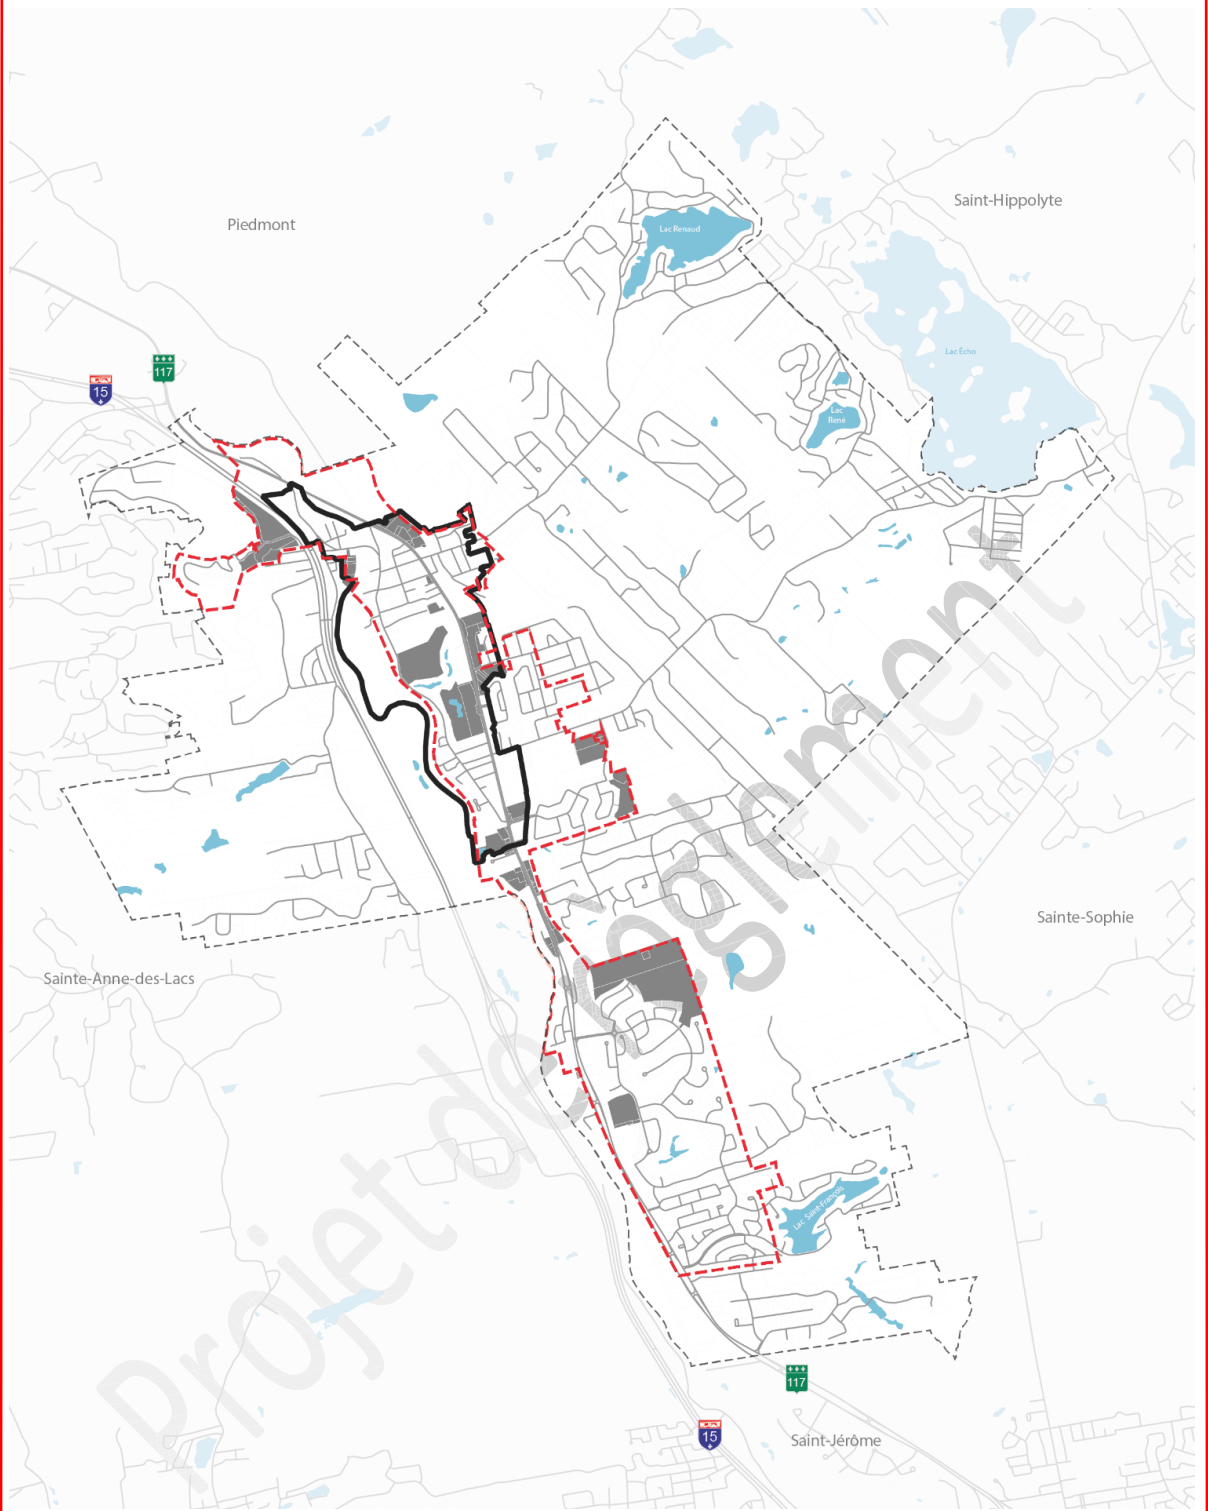 Saint-Hippolyte
Piedmont
Lac Renaud
Lac Écho
117
15
Lac
René
Projet de règlement
Sainte-Sophie
Sainte-Anne-des-Lacs
Lac Saint-François
117
15
Saint-Jérôme